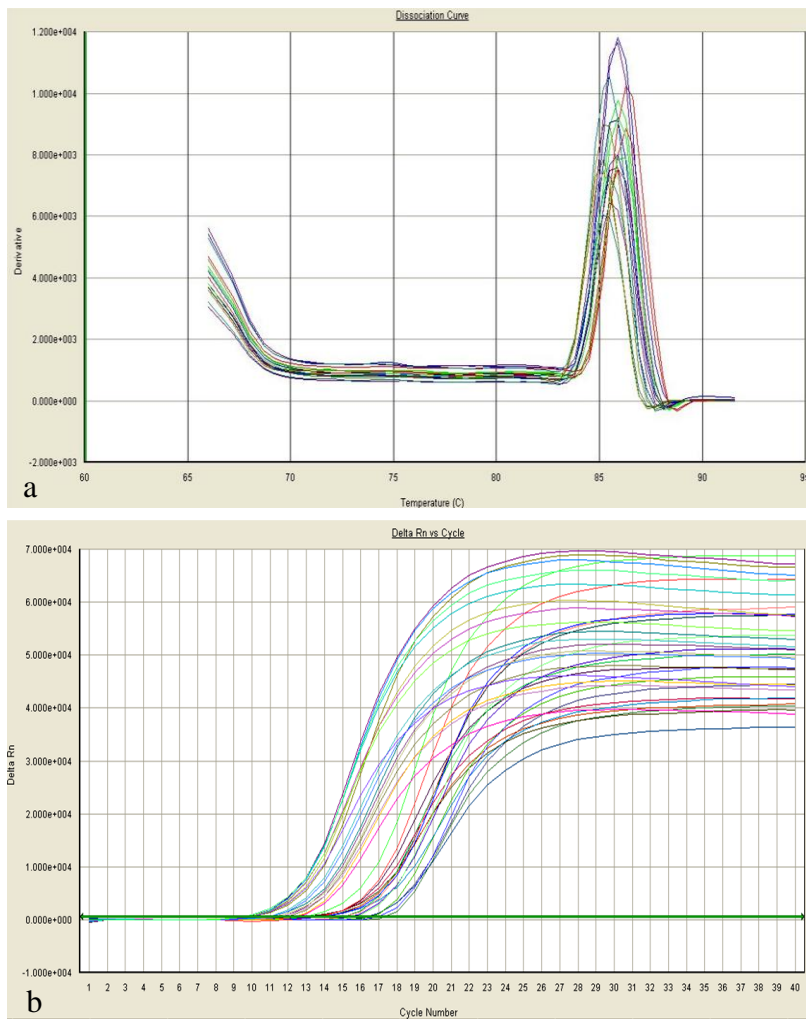 Dissociation Curve
1.200e+004
1.000e+004
8.000e+003
6.000e+003
4.000e+003
2.000e+003
0.000e+000
-2.000e+003
Derivative
60 65 70 75 80 85 90 95
Temperature (C)
a
Delta Rn vs Cycle
7.000e+004
6.000e+004
5.000e+004
4.000e+004
3.000e+004
2.000e+004
1.000e+004
0.000e+000
-1.000e+004
Delta Rn
1 2 3 4 5 6 7 8 9 10 11 12 13 14 15 16 17 18 19 20 21 22 23 24 25 26 27 28 29 30 31 32 33 34 35 36 37 38 39 40
Cycle Number
b